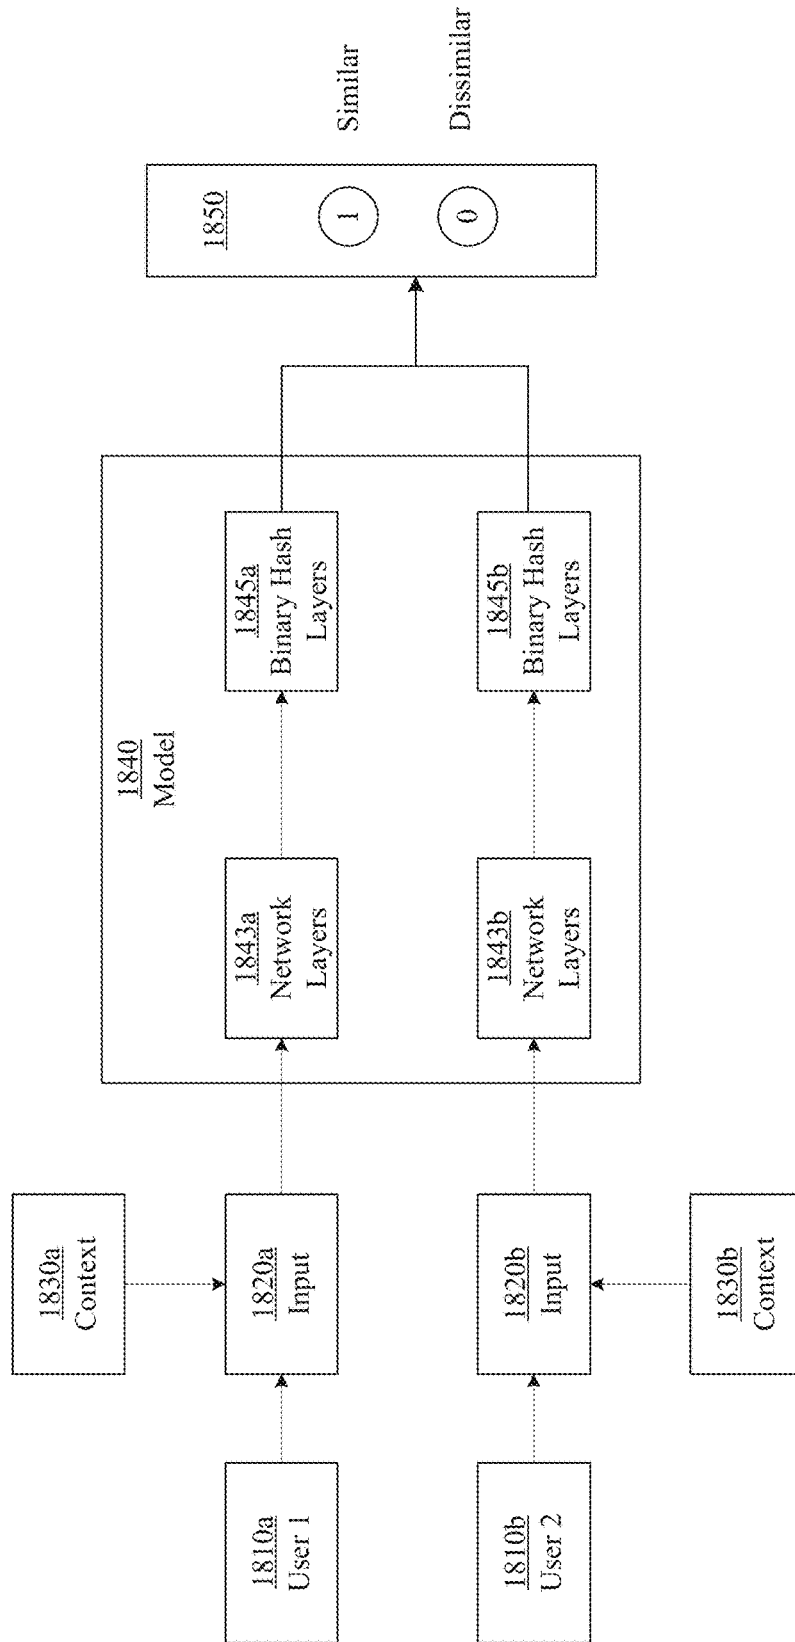 1830a
Context
1810a
User 1
1820a
Input
1840
Model
1843a
Network
Layers
1845a
Binary Hash
Layers
1850
1
Similar
0
Dissimilar
1810b
User 2
1820b
Input
1843b
Network
Layers
1845b
Binary Hash
Layers
1830b
Context